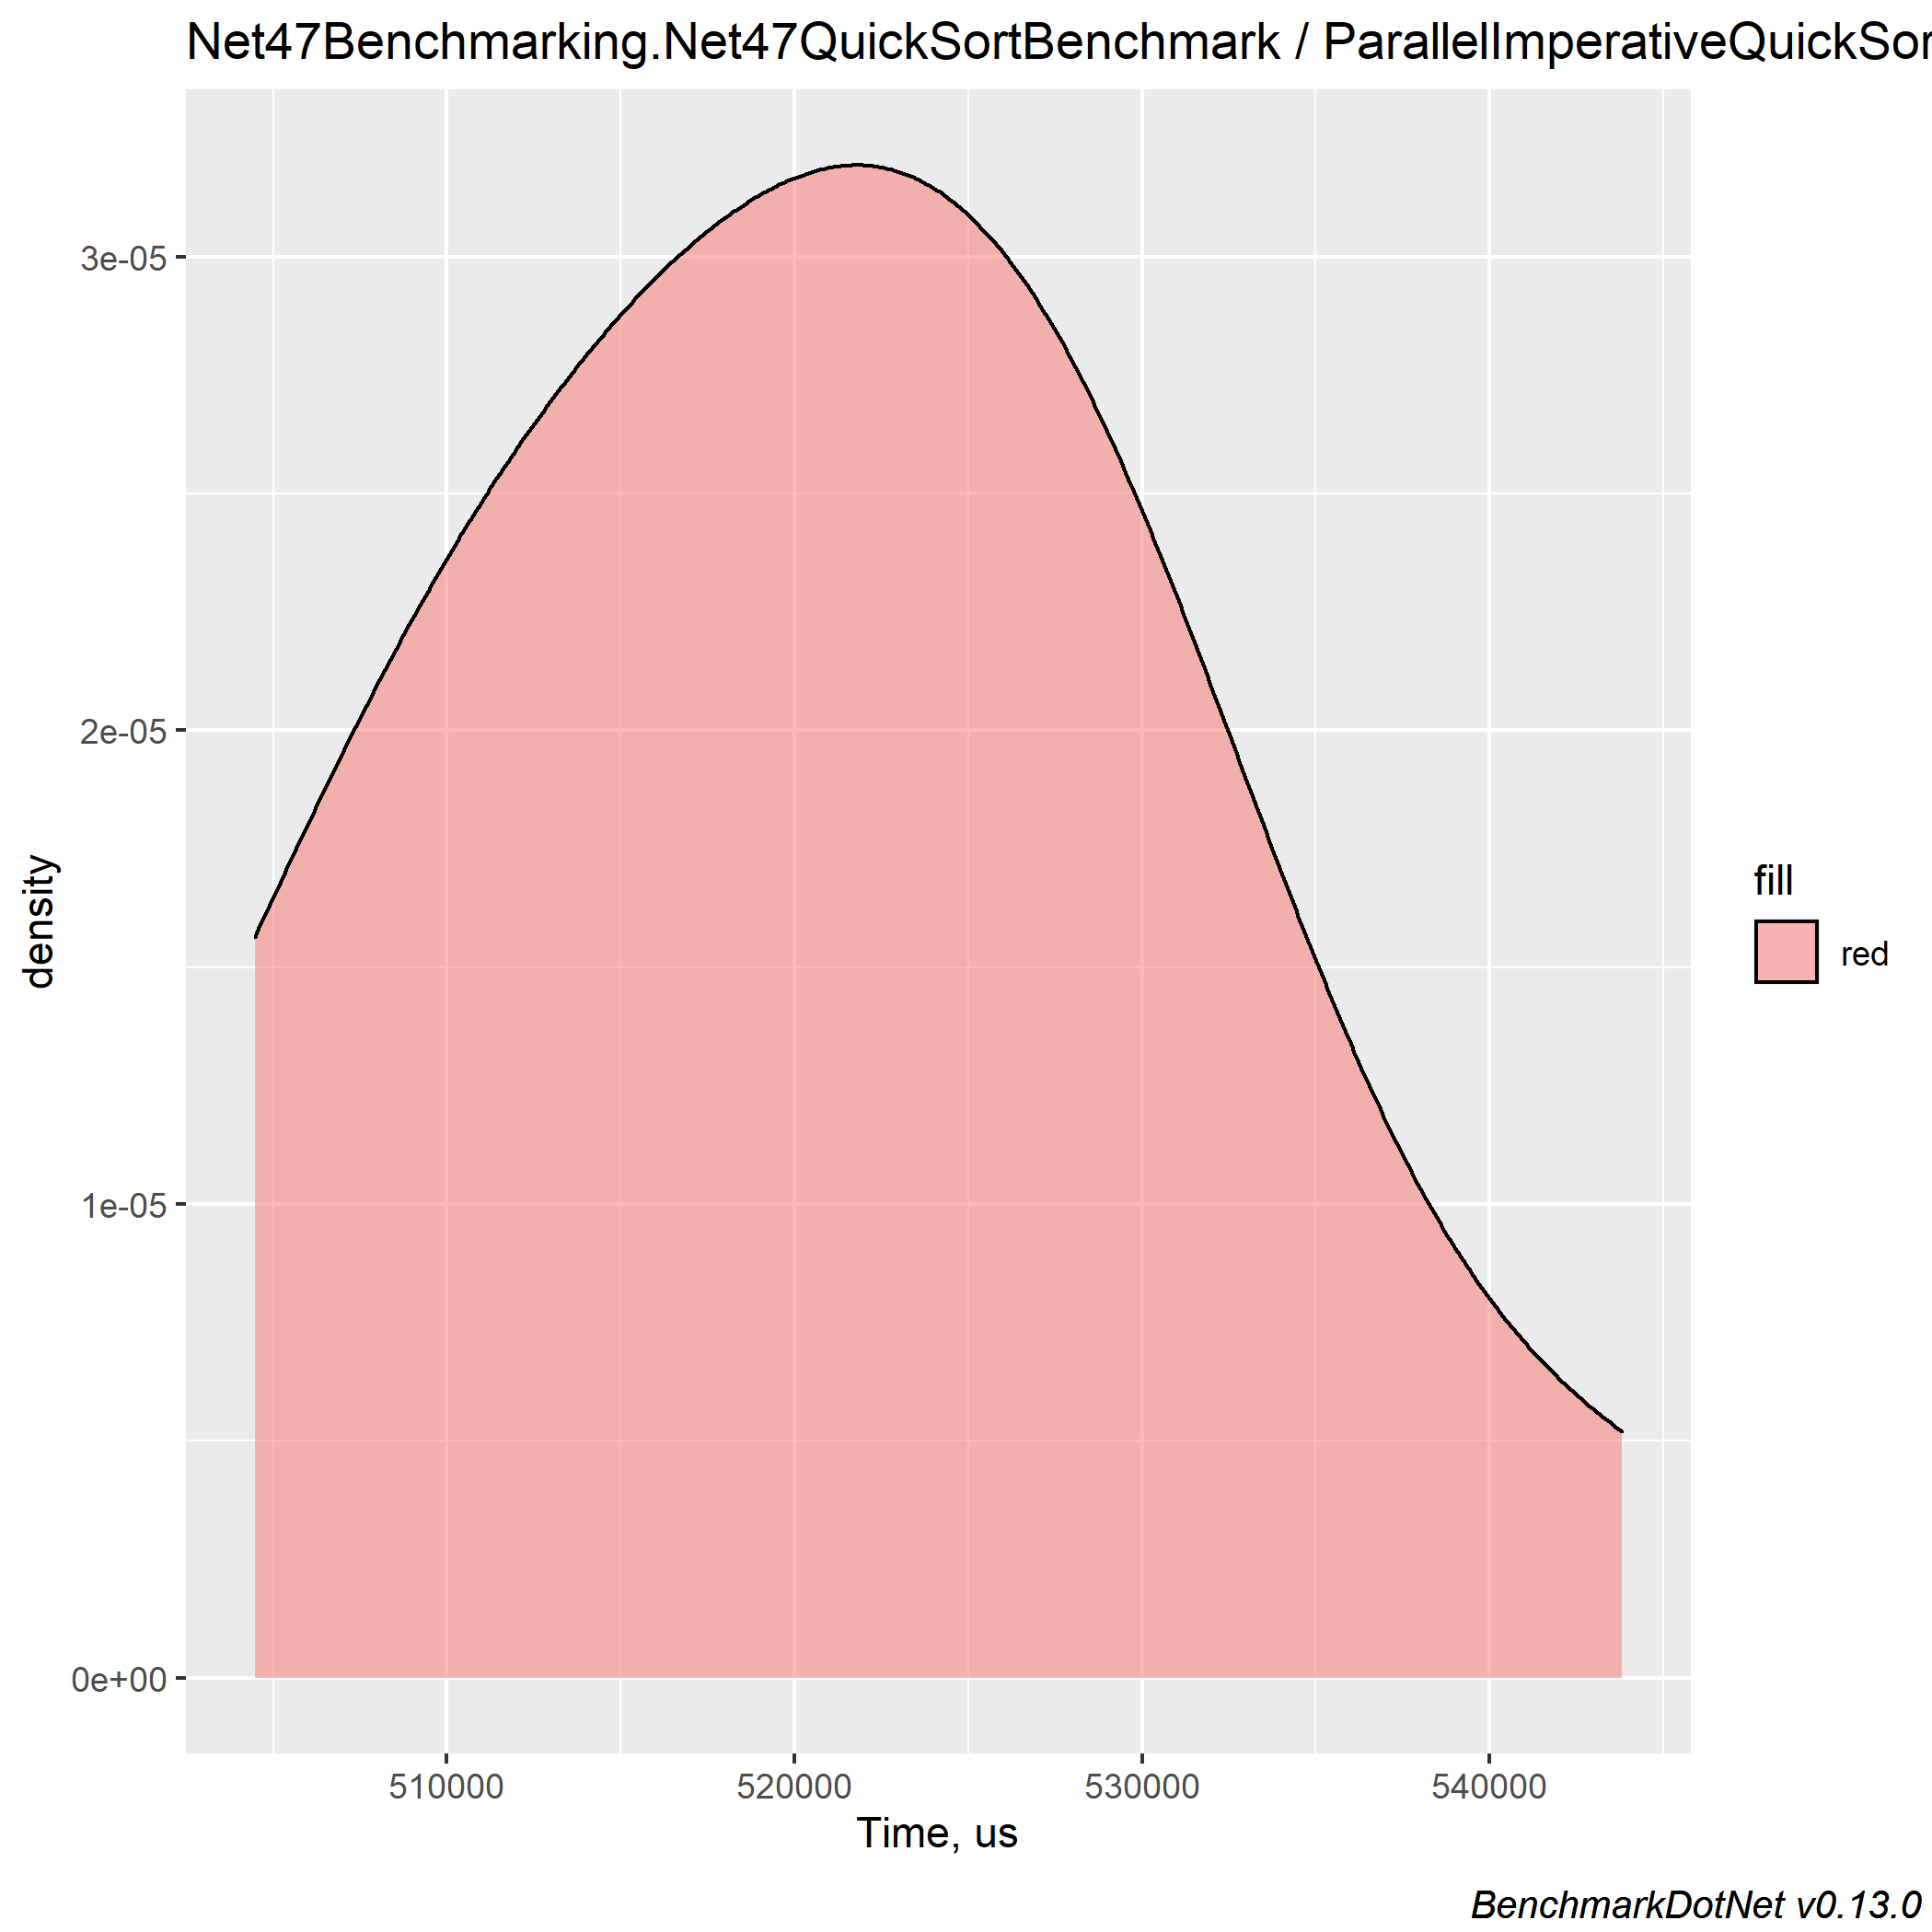 Net47Benchmarking.Net47QuickSortBenchmark / ParallelImperativeQuickSor
3e-05
2e-05
1e-05
0e+00
density
510000 520000 530000 540000
Time, us
fill
red
BenchmarkDotNet v0.13.0